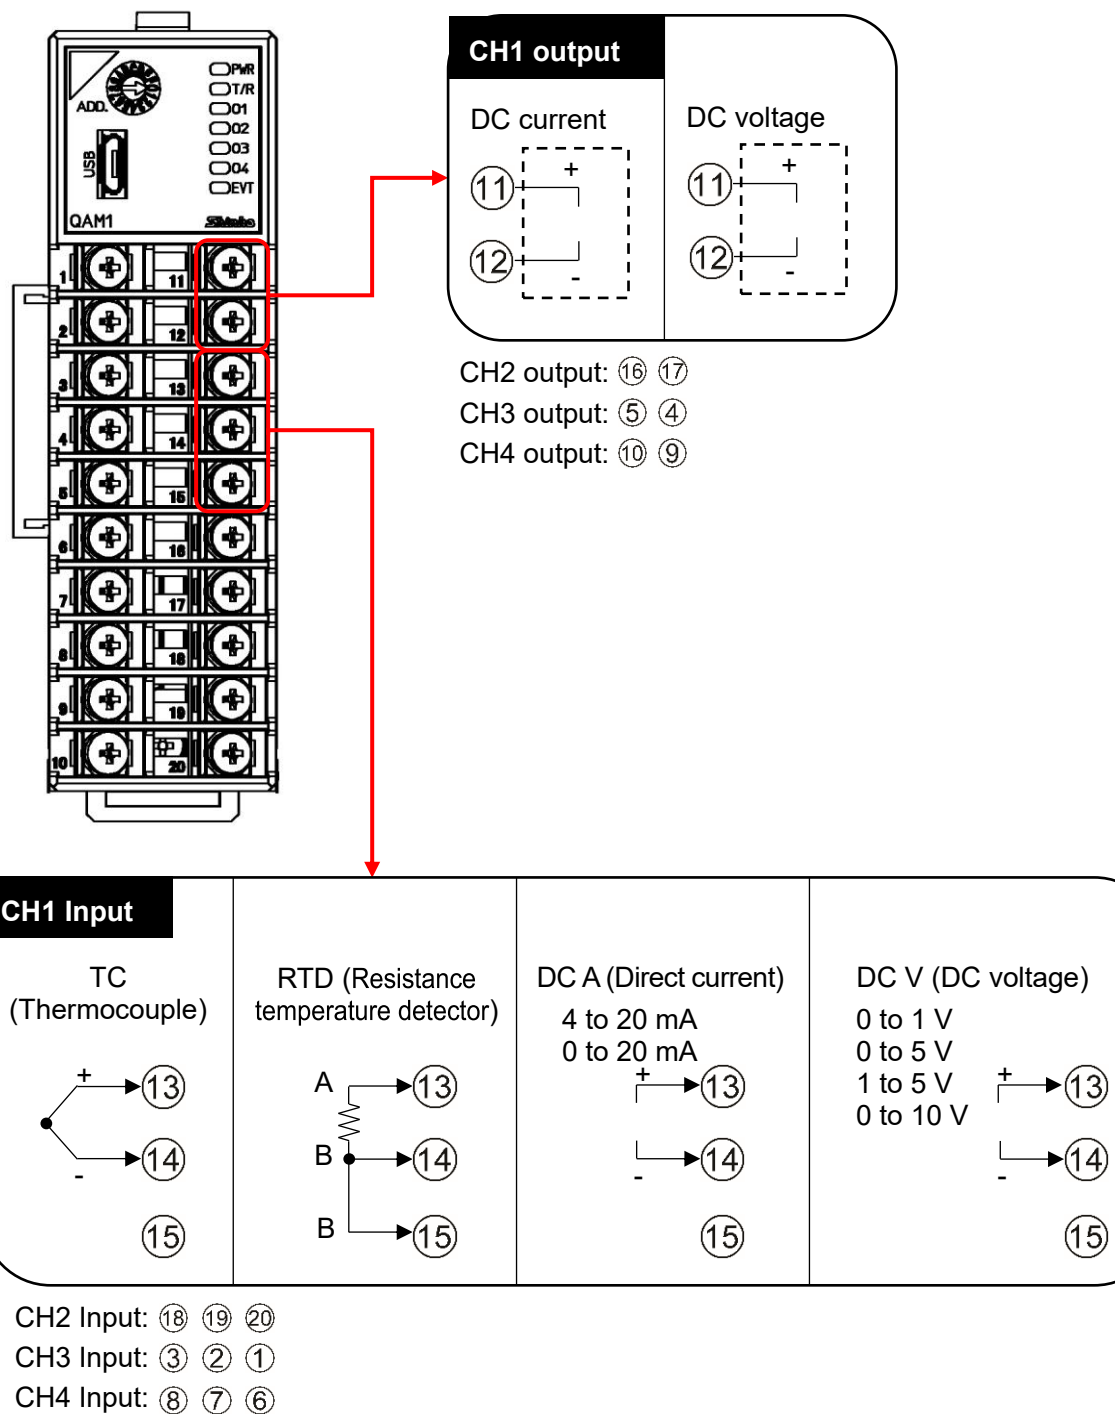 ADD.
PWR
T/R
O1
O2
O3
O4
EVT
USB
QAM1
Shinko
1 11
2 12
3 13
4 14
5 15
6 16
7 17
8 18
9 19
10 20
CH1 output
DC current
⑪ +
⑫ -
DC voltage
⑪ +
⑫ -
CH2 output: ⑯ ⑰
CH3 output: ⑤ ④
CH4 output: ⑩ ⑨
CH1 Input
TC
(Thermocouple)
+ ⑬
- ⑭
⑮
RTD (Resistance
temperature detector)
A ⑬
B ⑭
B ⑮
DC A (Direct current)
4 to 20 mA
0 to 20 mA
+ ⑬
- ⑭
⑮
DC V (DC voltage)
0 to 1 V
0 to 5 V
1 to 5 V
0 to 10 V
+ ⑬
- ⑭
⑮
CH2 Input: ⑱ ⑲ ⑳
CH3 Input: ③ ② ①
CH4 Input: ⑧ ⑦ ⑥